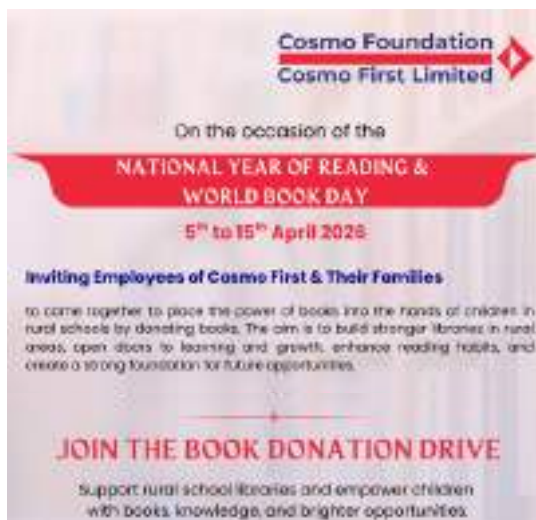 Cosmo Foundation
Cosmo First Limited
On the occasion of the
NATIONAL YEAR OF READING &
WORLD BOOK DAY
5th to 15th April 2026
Inviting Employees of Cosmo First & Their Families
to come together to place the power of books into the hands of children in
rural schools by donating books. The aim is to build stronger libraries in rural
areas, open doors to learning and growth, enhance reading habits, and
create a strong foundation for future opportunities.
JOIN THE BOOK DONATION DRIVE
Support rural school libraries and empower children
with books, knowledge, and brighter opportunities.